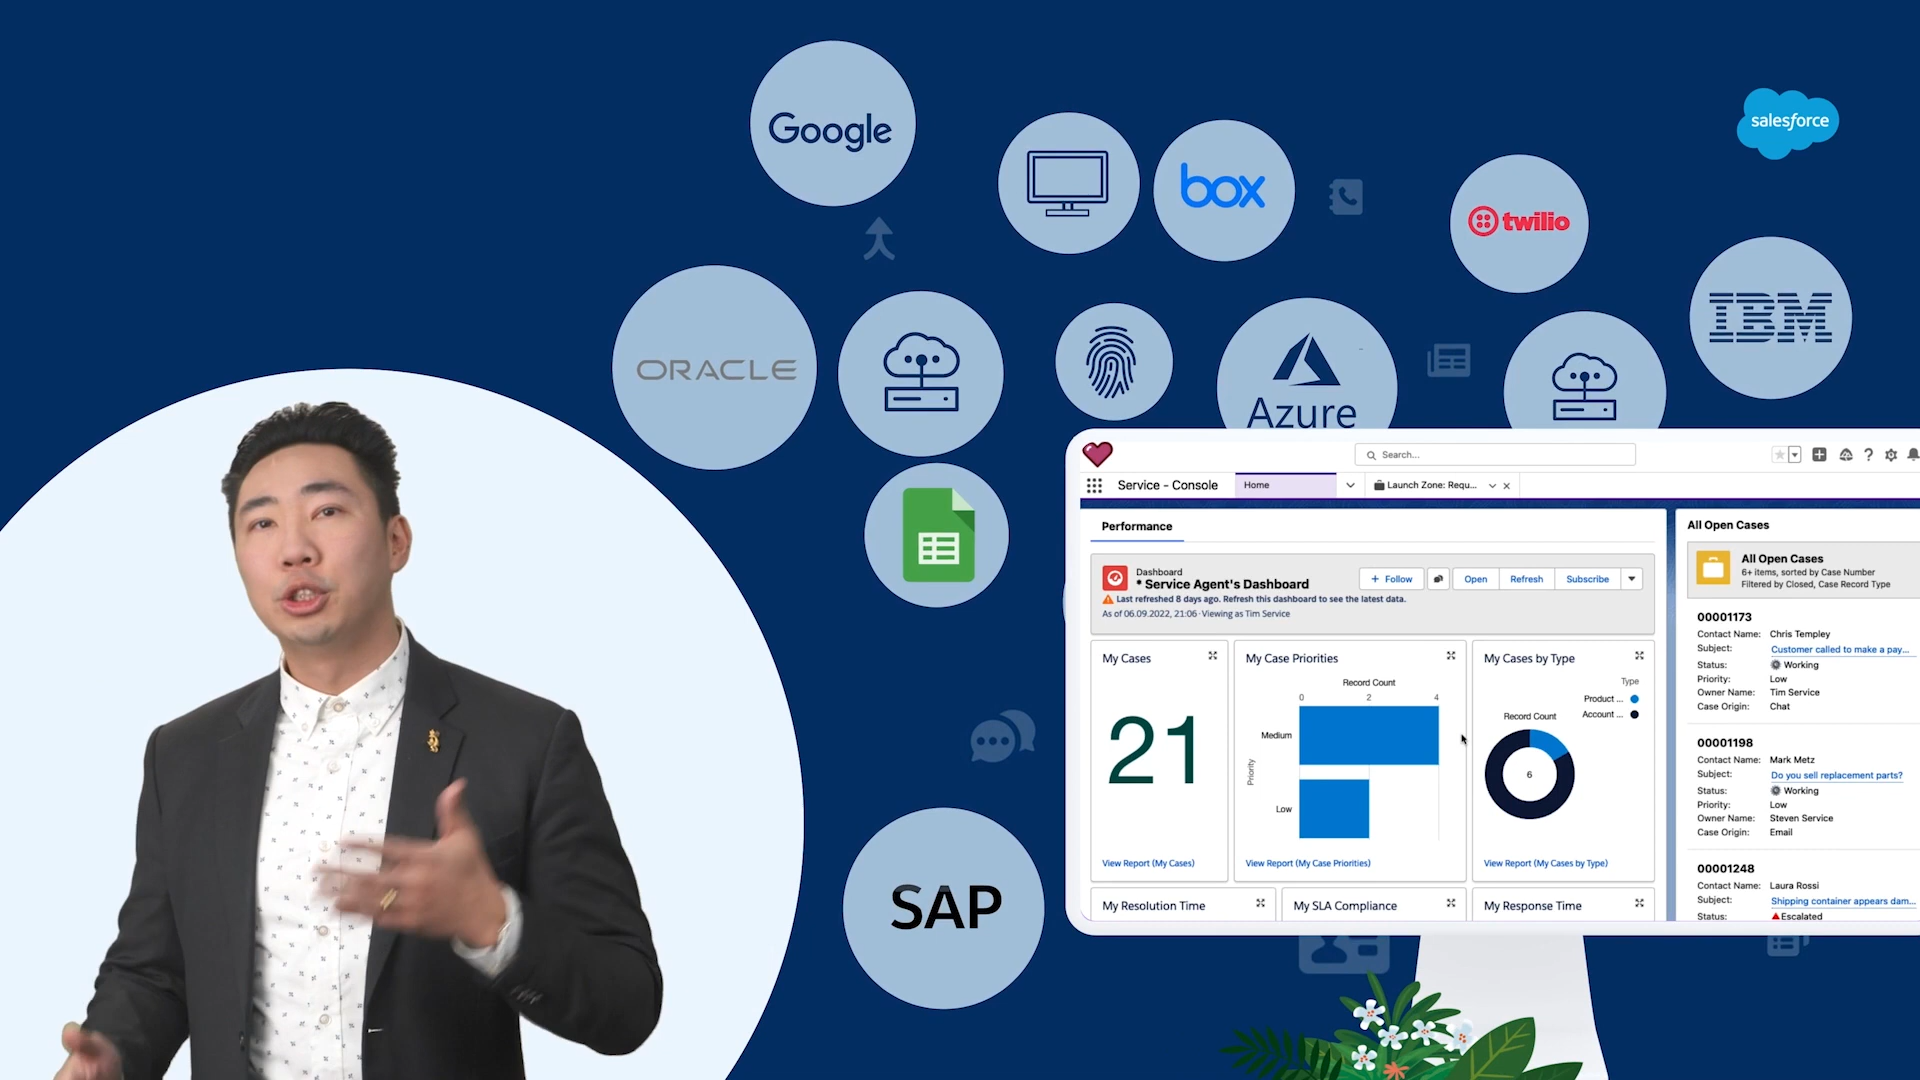 Google
box
salesforce
twilio
IBM
ORACLE
Azure
SAP
Search...
Service - Console
Home
Launch Zone: Requ...
Performance
Dashboard
* Service Agent's Dashboard
Last refreshed 8 days ago. Refresh this dashboard to see the latest data.
As of 06.09.2022, 21:06 · Viewing as Tim Service
+ Follow
Open
Refresh
Subscribe
My Cases
21
View Report (My Cases)
My Case Priorities
Record Count
0 2 4
Priority
Medium
Low
View Report (My Case Priorities)
My Cases by Type
Type
Product ...
Account ...
Record Count
6
View Report (My Cases by Type)
My Resolution Time
My SLA Compliance
My Response Time
All Open Cases
All Open Cases
6+ items, sorted by Case Number
Filtered by Closed, Case Record Type
00001173
Contact Name: Chris Templey
Subject: Customer called to make a pay...
Status: Working
Priority: Low
Owner Name: Tim Service
Case Origin: Chat
00001198
Contact Name: Mark Metz
Subject: Do you sell replacement parts?
Status: Working
Priority: Low
Owner Name: Steven Service
Case Origin: Email
00001248
Contact Name: Laura Rossi
Subject: Shipping container appears dam...
Status: Escalated